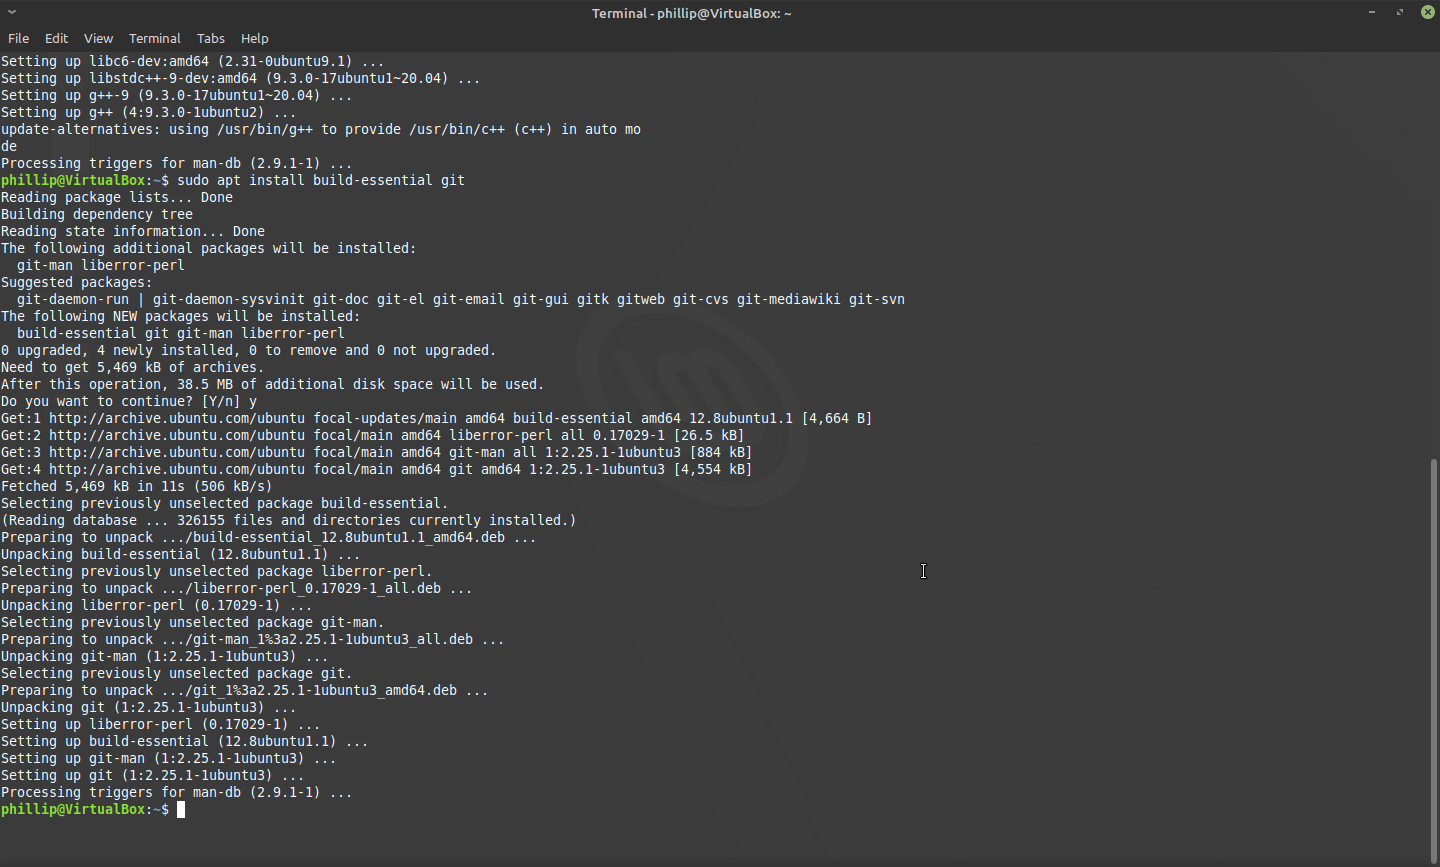 Terminal - phillip@VirtualBox: ~
File Edit View Terminal Tabs Help
Setting up libc6-dev:amd64 (2.31-0ubuntu9.1) ...
Setting up libstdc++-9-dev:amd64 (9.3.0-17ubuntu1~20.04) ...
Setting up g++-9 (9.3.0-17ubuntu1~20.04) ...
Setting up g++ (4:9.3.0-1ubuntu2) ...
update-alternatives: using /usr/bin/g++ to provide /usr/bin/c++ (c++) in auto mo
de
Processing triggers for man-db (2.9.1-1) ...
phillip@VirtualBox:~$ sudo apt install build-essential git
Reading package lists... Done
Building dependency tree
Reading state information... Done
The following additional packages will be installed:
  git-man liberror-perl
Suggested packages:
  git-daemon-run | git-daemon-sysvinit git-doc git-el git-email git-gui gitk gitweb git-cvs git-mediawiki git-svn
The following NEW packages will be installed:
  build-essential git git-man liberror-perl
0 upgraded, 4 newly installed, 0 to remove and 0 not upgraded.
Need to get 5,469 kB of archives.
After this operation, 38.5 MB of additional disk space will be used.
Do you want to continue? [Y/n] y
Get:1 http://archive.ubuntu.com/ubuntu focal-updates/main amd64 build-essential amd64 12.8ubuntu1.1 [4,664 B]
Get:2 http://archive.ubuntu.com/ubuntu focal/main amd64 liberror-perl all 0.17029-1 [26.5 kB]
Get:3 http://archive.ubuntu.com/ubuntu focal/main amd64 git-man all 1:2.25.1-1ubuntu3 [884 kB]
Get:4 http://archive.ubuntu.com/ubuntu focal/main amd64 git amd64 1:2.25.1-1ubuntu3 [4,554 kB]
Fetched 5,469 kB in 11s (506 kB/s)
Selecting previously unselected package build-essential.
(Reading database ... 326155 files and directories currently installed.)
Preparing to unpack .../build-essential_12.8ubuntu1.1_amd64.deb ...
Unpacking build-essential (12.8ubuntu1.1) ...
Selecting previously unselected package liberror-perl.
Preparing to unpack .../liberror-perl_0.17029-1_all.deb ...
Unpacking liberror-perl (0.17029-1) ...
Selecting previously unselected package git-man.
Preparing to unpack .../git-man_1%3a2.25.1-1ubuntu3_all.deb ...
Unpacking git-man (1:2.25.1-1ubuntu3) ...
Selecting previously unselected package git.
Preparing to unpack .../git_1%3a2.25.1-1ubuntu3_amd64.deb ...
Unpacking git (1:2.25.1-1ubuntu3) ...
Setting up liberror-perl (0.17029-1) ...
Setting up build-essential (12.8ubuntu1.1) ...
Setting up git-man (1:2.25.1-1ubuntu3) ...
Setting up git (1:2.25.1-1ubuntu3) ...
Processing triggers for man-db (2.9.1-1) ...
phillip@VirtualBox:~$